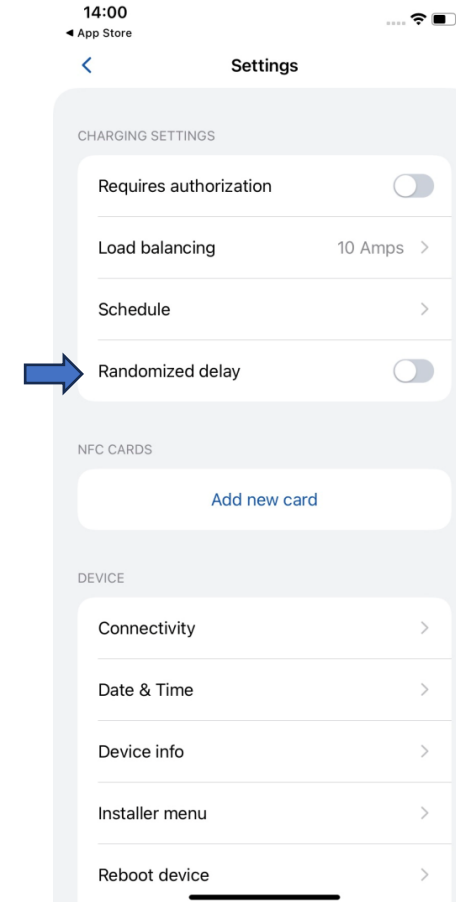 14:00
◀ App Store
Settings
CHARGING SETTINGS
Requires authorization
Load balancing 10 Amps
Schedule
Randomized delay
NFC CARDS
Add new card
DEVICE
Connectivity
Date & Time
Device info
Installer menu
Reboot device